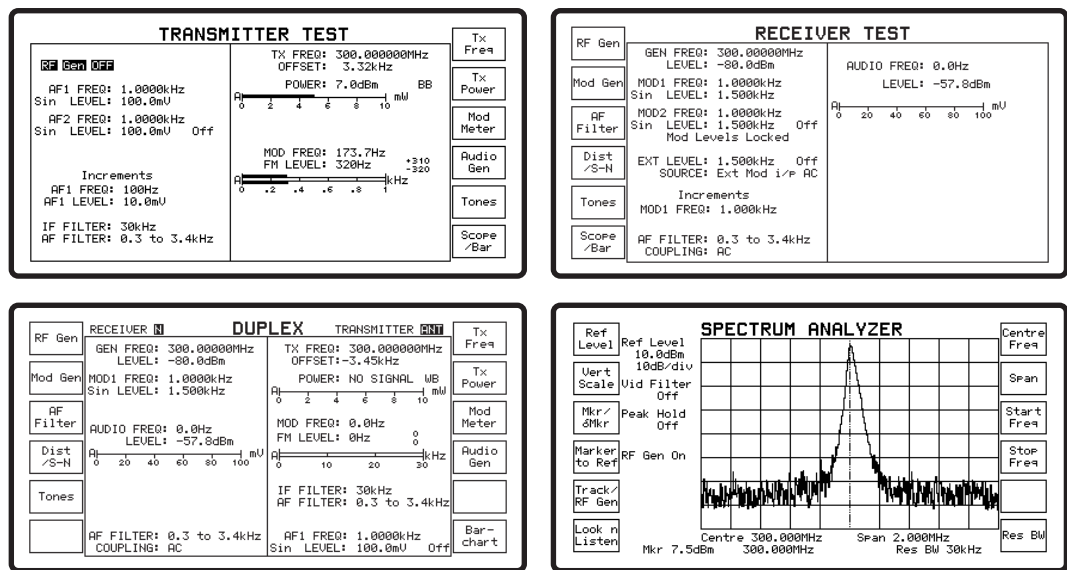 TRANSMITTER TEST
RF Gen OFF
AF1 FREQ: 1.0000kHz
Sin LEVEL: 100.0mV
AF2 FREQ: 1.0000kHz
Sin LEVEL: 100.0mV Off
Increments
AF1 FREQ: 100Hz
AF1 LEVEL: 10.0mV
IF FILTER: 30kHz
AF FILTER: 0.3 to 3.4kHz
TX FREQ: 300.000000MHz
OFFSET: 3.32kHz
POWER: 7.0dBm BB
A 0 2 4 6 8 10 mW
MOD FREQ: 173.7Hz
FM LEVEL: 320Hz +310 -320
A 0 .2 .4 .6 .8 1 kHz
Tx Freq
Tx Power
Mod Meter
Audio Gen
Tones
Scope /Bar
RECEIVER TEST
RF Gen
Mod Gen
AF Filter
Dist /S-N
Tones
Scope /Bar
GEN FREQ: 300.00000MHz
LEVEL: -80.0dBm
MOD1 FREQ: 1.0000kHz
Sin LEVEL: 1.500kHz
MOD2 FREQ: 1.0000kHz
Sin LEVEL: 1.500kHz Off
Mod Levels Locked
EXT LEVEL: 1.500kHz Off
SOURCE: Ext Mod i/p AC
Increments
MOD1 FREQ: 1.000kHz
AF FILTER: 0.3 to 3.4kHz
COUPLING: AC
AUDIO FREQ: 0.0Hz
LEVEL: -57.8dBm
A 0 20 40 60 80 100 mV
DUPLEX
RECEIVER N
TRANSMITTER ANT
RF Gen
Mod Gen
AF Filter
Dist /S-N
Tones
GEN FREQ: 300.00000MHz
LEVEL: -80.0dBm
MOD1 FREQ: 1.0000kHz
Sin LEVEL: 1.500kHz
AUDIO FREQ: 0.0Hz
LEVEL: -57.8dBm
A 0 20 40 60 80 100 mV
AF FILTER: 0.3 to 3.4kHz
COUPLING: AC
TX FREQ: 300.000000MHz
OFFSET:-3.45kHz
POWER: NO SIGNAL WB
A 0 2 4 6 8 10 mW
MOD FREQ: 0.0Hz
FM LEVEL: 0Hz 0 0
A 0 10 20 30 kHz
IF FILTER: 30kHz
AF FILTER: 0.3 to 3.4kHz
AF1 FREQ: 1.0000kHz
Sin LEVEL: 100.0mV Off
Tx Freq
Tx Power
Mod Meter
Audio Gen
Bar- chart
SPECTRUM ANALYZER
Ref Level
Vert Scale
Mkr/ δMkr
Marker to Ref
Track/ RF Gen
Look n Listen
Ref Level
10.0dBm
10dB/div
Vid Filter
Off
Peak Hold
Off
RF Gen On
Centre 300.000MHz Span 2.000MHz
Mkr 7.5dBm 300.000MHz Res BW 30kHz
Centre Freq
Span
Start Freq
Stop Freq
Res BW